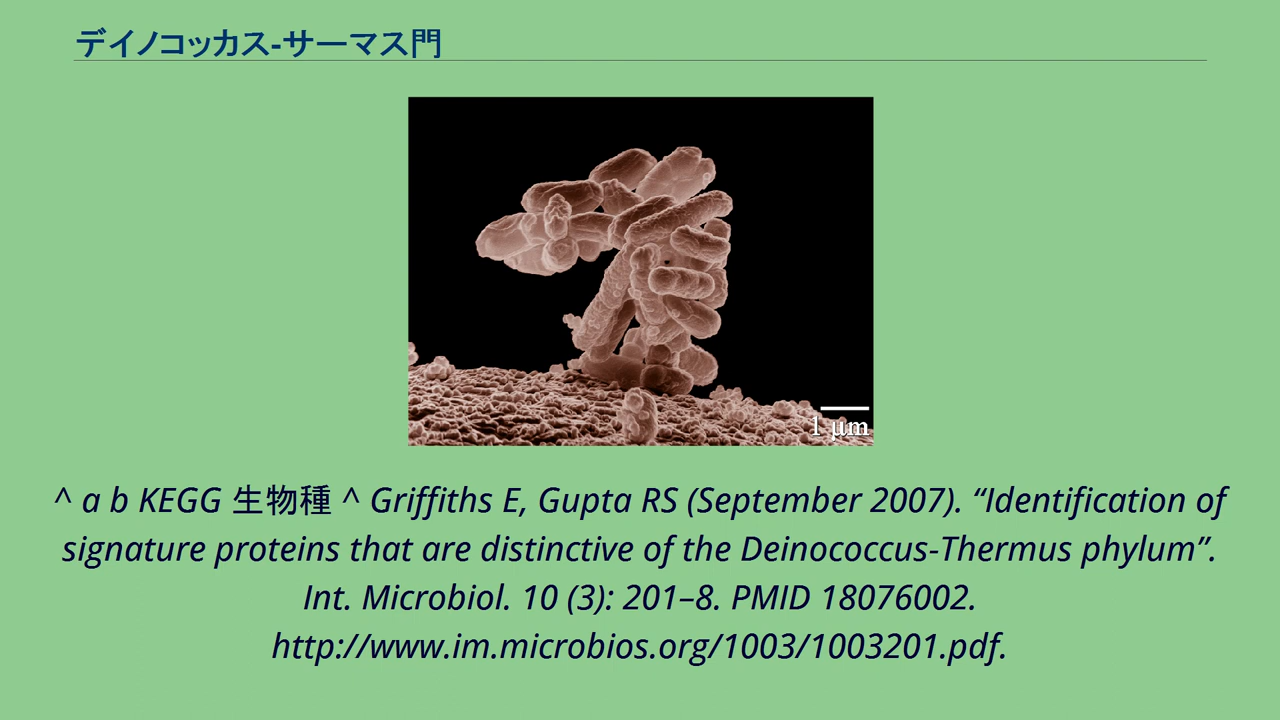 デイノコッカス-サーマス門
1 μm
^ a b KEGG 生物種 ^ Griffiths E, Gupta RS (September 2007). “Identification of
signature proteins that are distinctive of the Deinococcus-Thermus phylum”.
Int. Microbiol. 10 (3): 201–8. PMID 18076002.
http://www.im.microbios.org/1003/1003201.pdf.